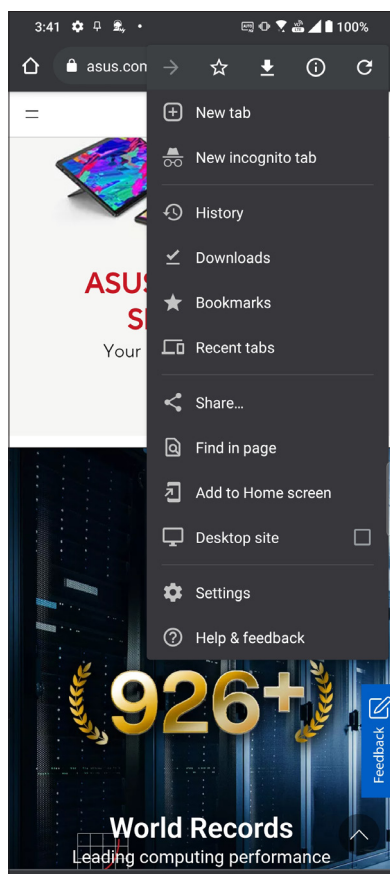 3:41
100%
asus.com
New tab
New incognito tab
History
Downloads
Bookmarks
Recent tabs
Share...
Find in page
Add to Home screen
Desktop site
Settings
Help & feedback
ASUS
Your
926+
Feedback
World Records
Leading computing performance